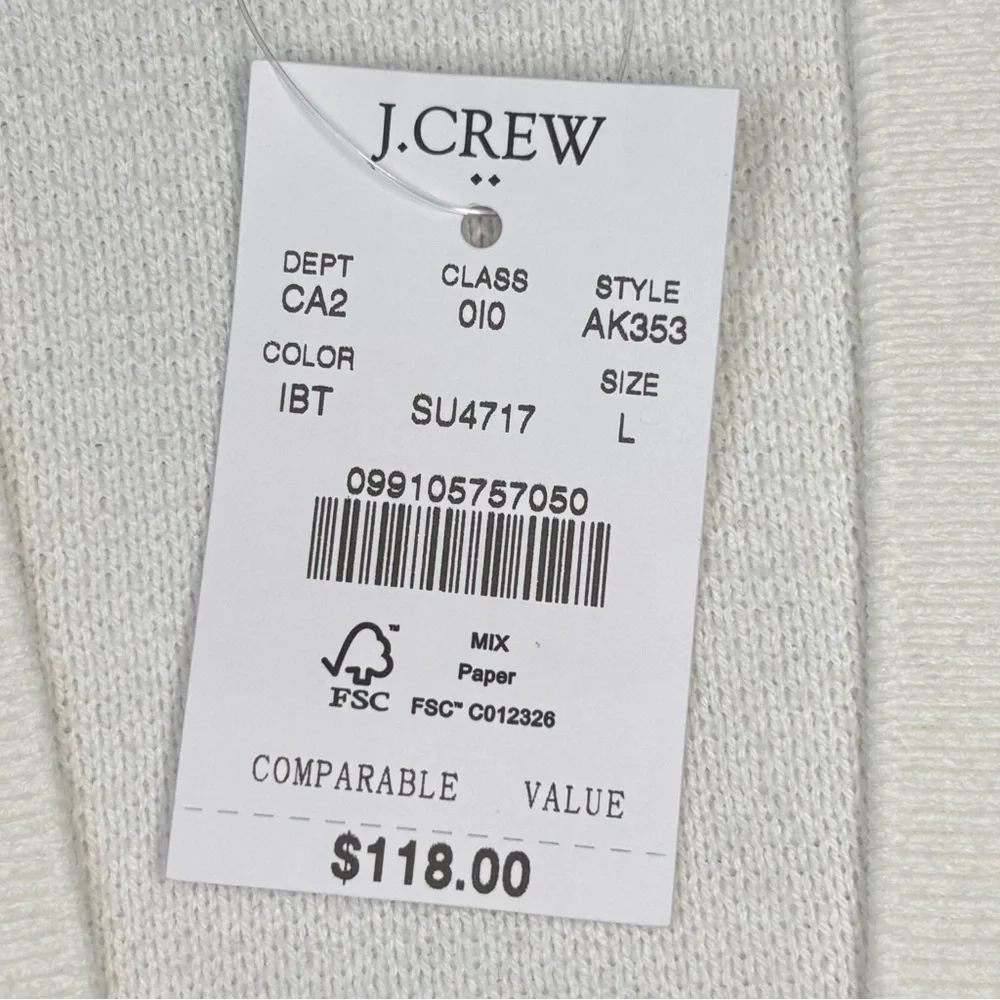 J.CREW
DEPT CLASS STYLE
CA2 010 AK353
COLOR SIZE
IBT SU4717 L
099105757050
FSC™
MIX
Paper
FSC™ C012326
COMPARABLE VALUE
$118.00